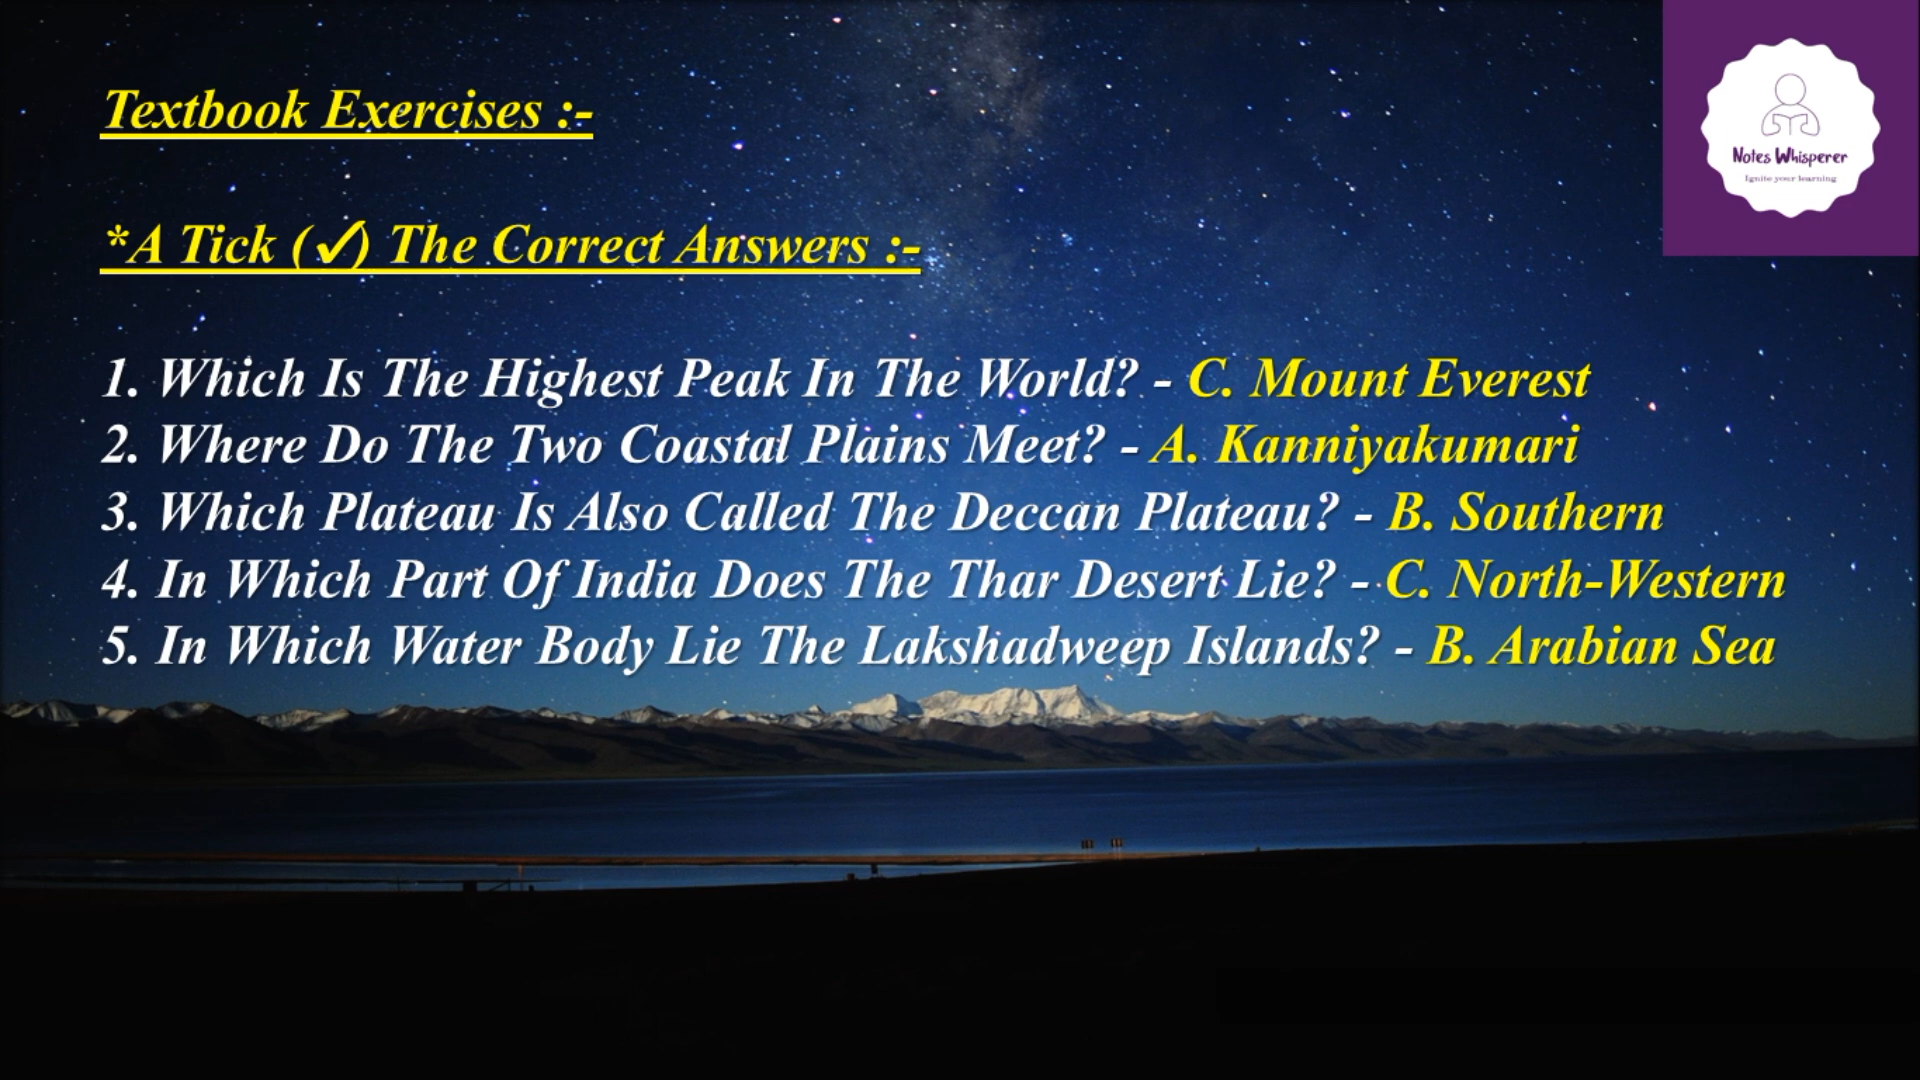 Textbook Exercises :-
Notes Whisperer
Ignite your learning
*A Tick (✓) The Correct Answers :-
1. Which Is The Highest Peak In The World? - C. Mount Everest
2. Where Do The Two Coastal Plains Meet? - A. Kanniyakumari
3. Which Plateau Is Also Called The Deccan Plateau? - B. Southern
4. In Which Part Of India Does The Thar Desert Lie? - C. North-Western
5. In Which Water Body Lie The Lakshadweep Islands? - B. Arabian Sea